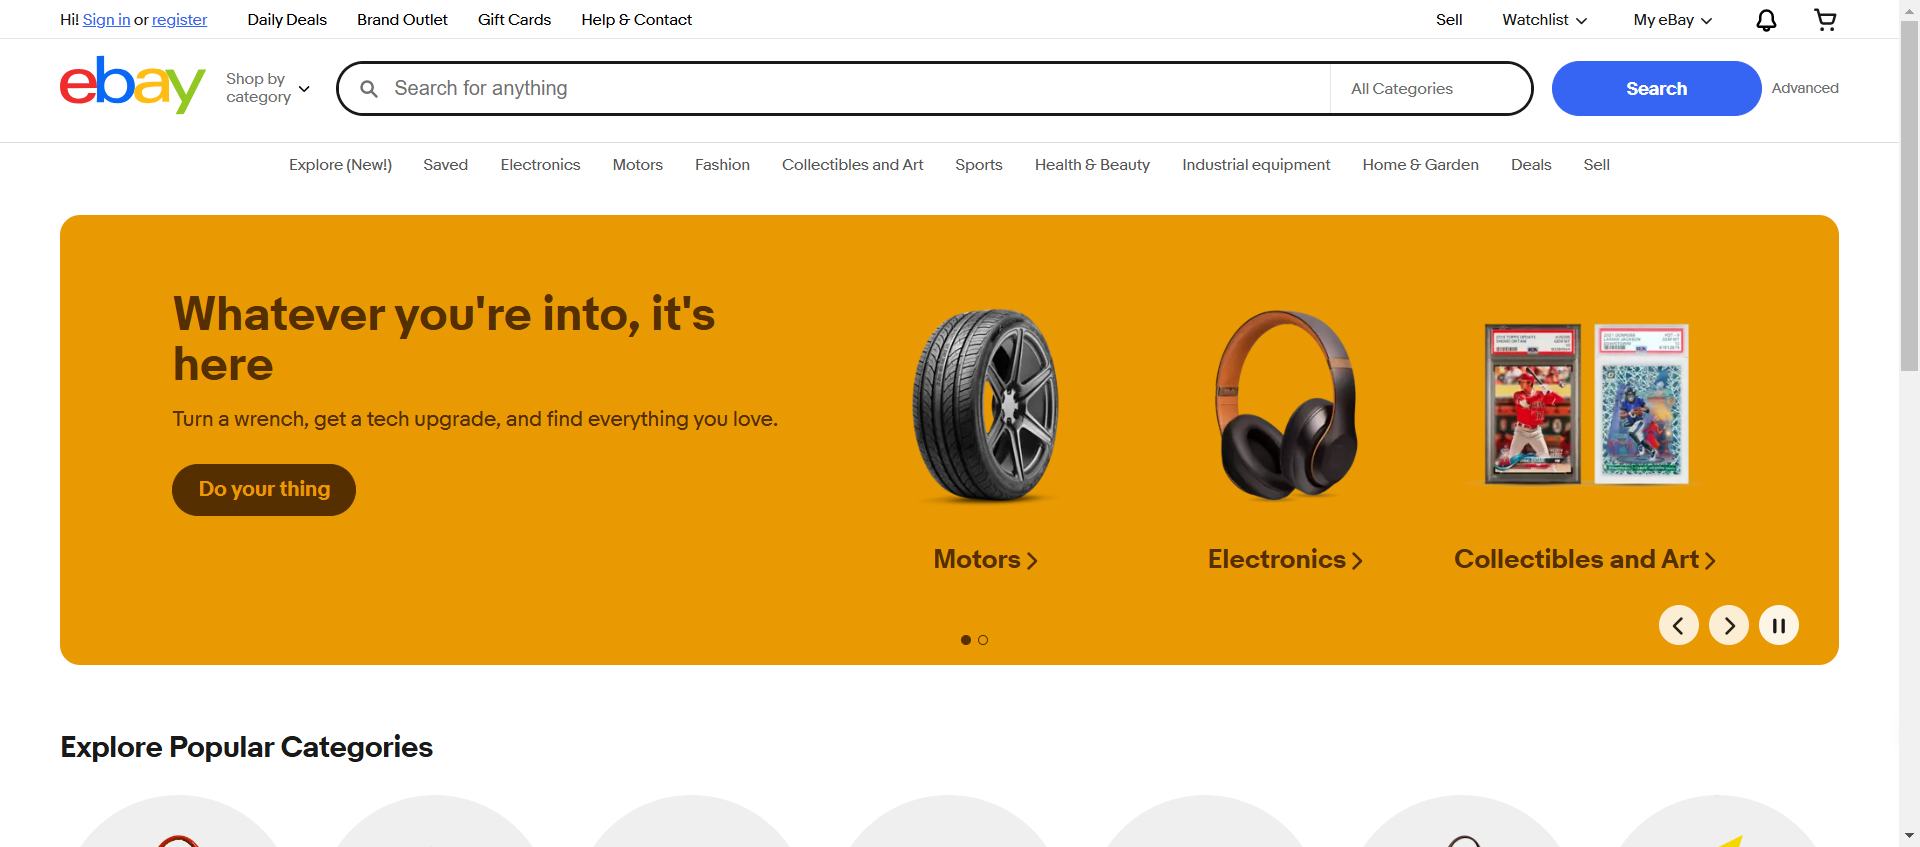 Hi! Sign in or register Daily Deals Brand Outlet Gift Cards Help & Contact Sell Watchlist My eBay
ebay
Shop by
category
Search for anything All Categories Search Advanced
Explore (New!) Saved Electronics Motors Fashion Collectibles and Art Sports Health & Beauty Industrial equipment Home & Garden Deals Sell
Whatever you're into, it's
here
Turn a wrench, get a tech upgrade, and find everything you love.
Do your thing
Motors Electronics Collectibles and Art
Explore Popular Categories